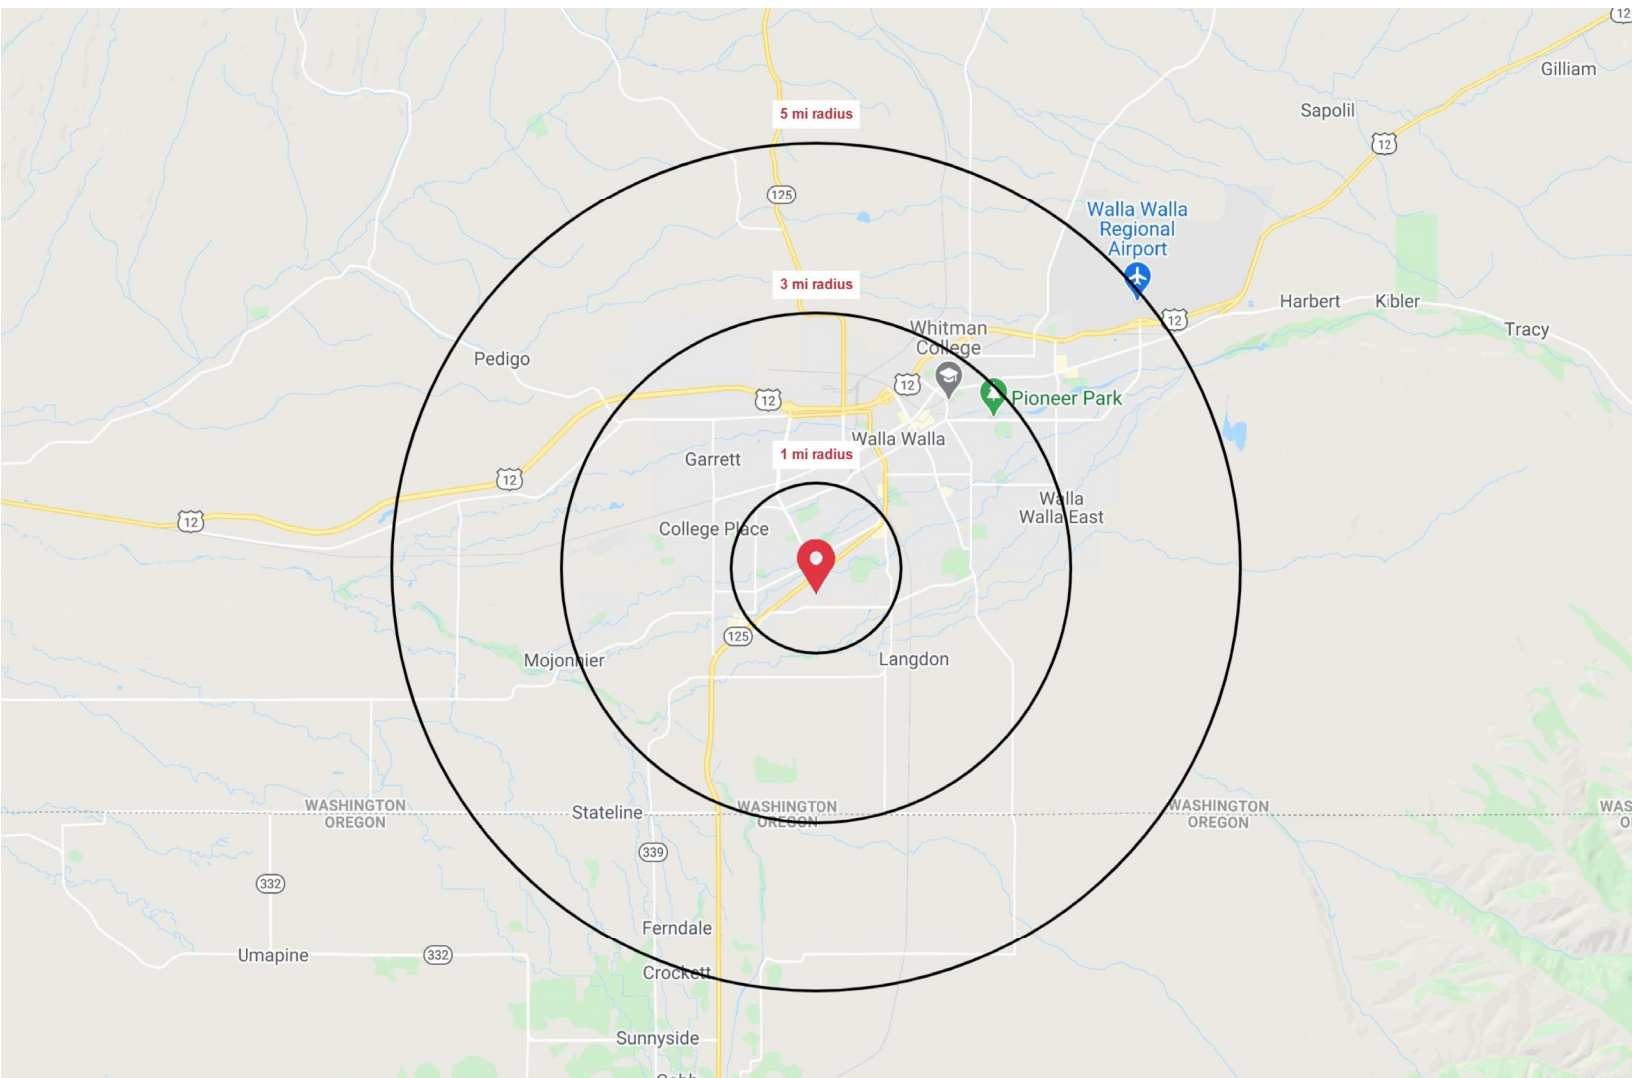 12
Gilliam
Sapolil
5 mi radius
12
125
Walla Walla
Regional
Airport
3 mi radius
Harbert
Kibler
12
Whitman
College
Tracy
Pedigo
12
12
Pioneer Park
Walla Walla
1 mi radius
Garrett
12
Walla
Walla East
12
College Place
125
Mojonnier
Langdon
WASHINGTON
OREGON
Stateline
WASHINGTON
OREGON
WASHINGTON
OREGON
WAS
O
339
332
Ferndale
Umapine
332
Crockett
Sunnyside